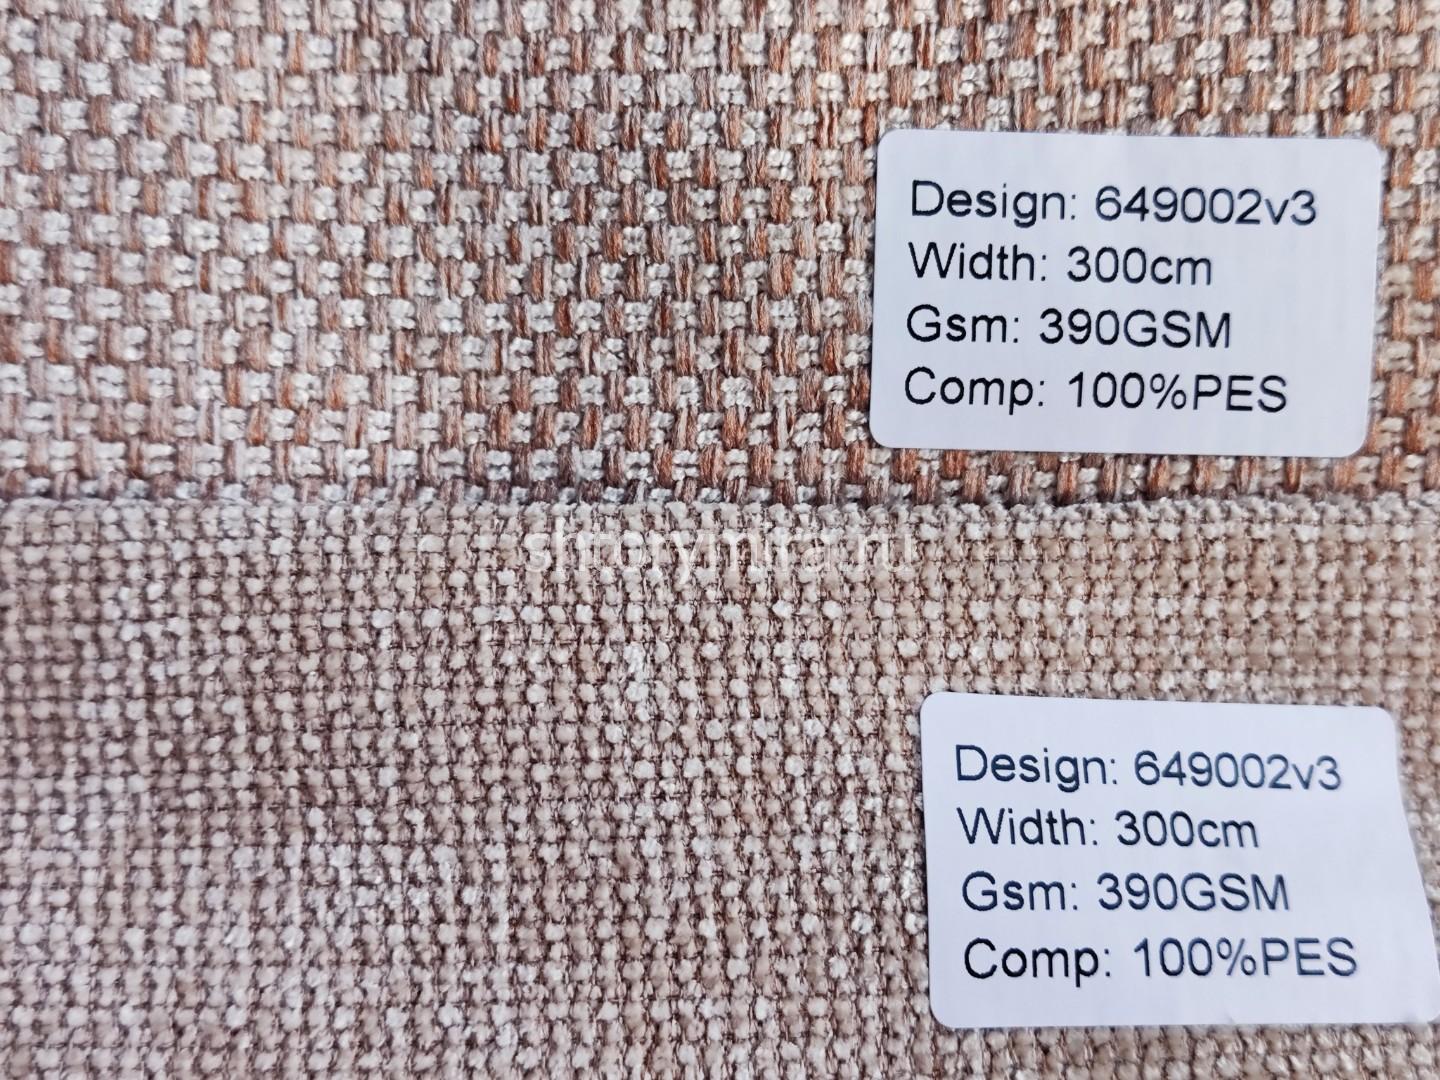 Design: 649002v3
Width: 300cm
Gsm: 390GSM
Comp: 100%PES
shtorymira.ru
Design: 649002v3
Width: 300cm
Gsm: 390GSM
Comp: 100%PES